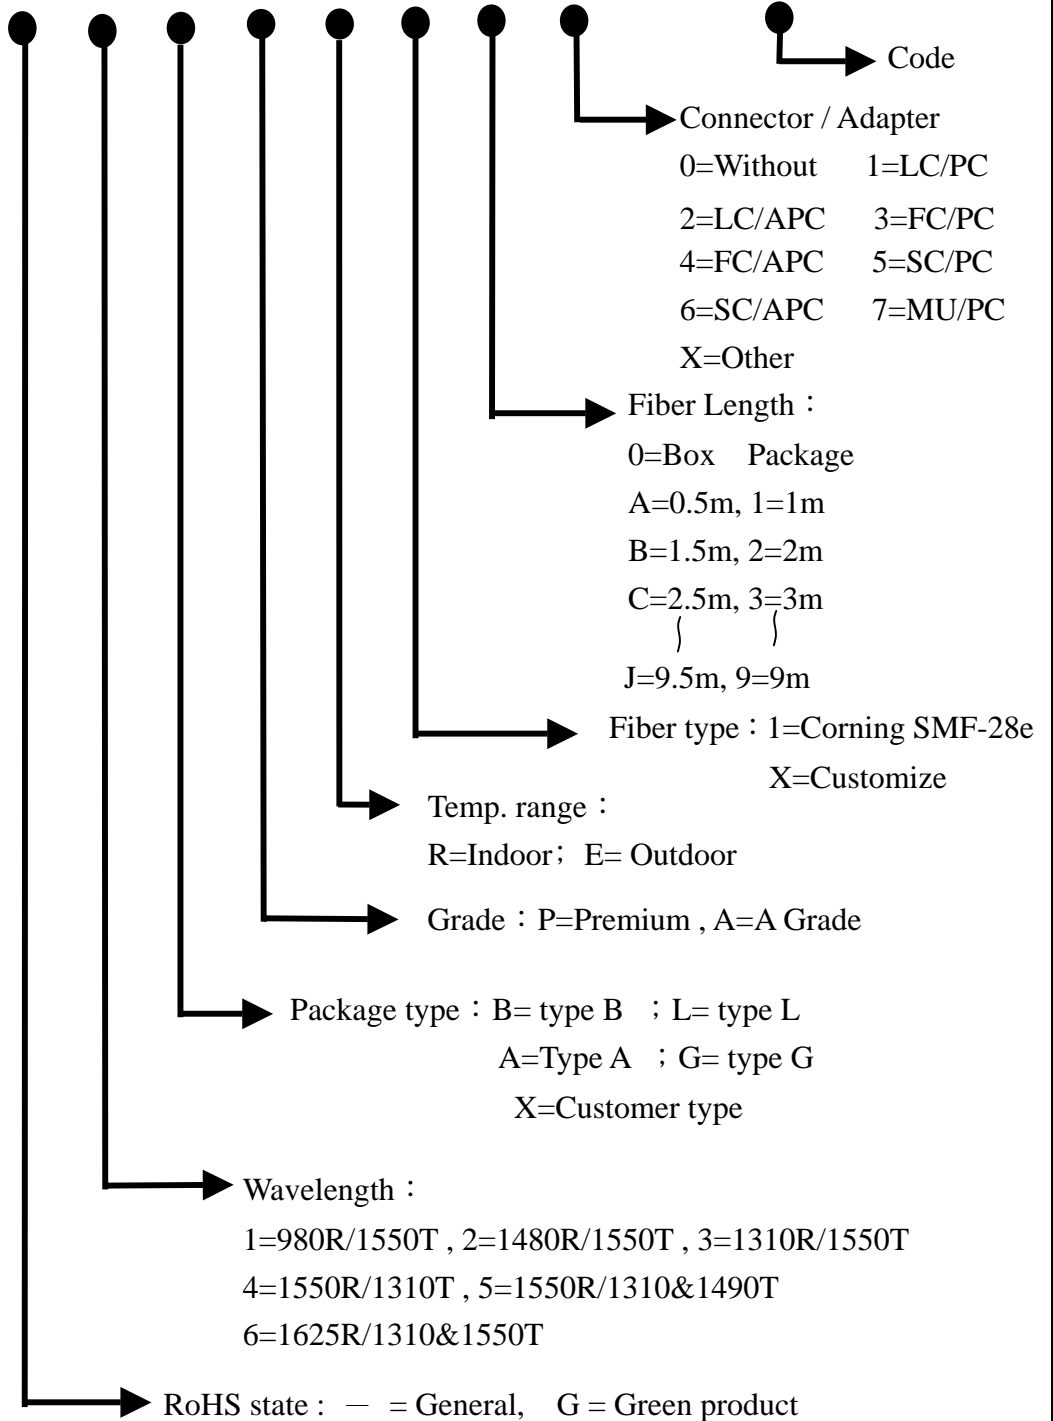 Code
Connector / Adapter
0=Without 1=LC/PC
2=LC/APC 3=FC/PC
4=FC/APC 5=SC/PC
6=SC/APC 7=MU/PC
X=Other
Fiber Length：
0=Box Package
A=0.5m, 1=1m
B=1.5m, 2=2m
C=2.5m, 3=3m
J=9.5m, 9=9m
Fiber type：1=Corning SMF-28e
X=Customize
Temp. range：
R=Indoor； E= Outdoor
Grade：P=Premium , A=A Grade
Package type：B= type B ；L= type L
A=Type A ；G= type G
X=Customer type
Wavelength：
1=980R/1550T , 2=1480R/1550T , 3=1310R/1550T
4=1550R/1310T , 5=1550R/1310&1490T
6=1625R/1310&1550T
RoHS state : － = General, G = Green product